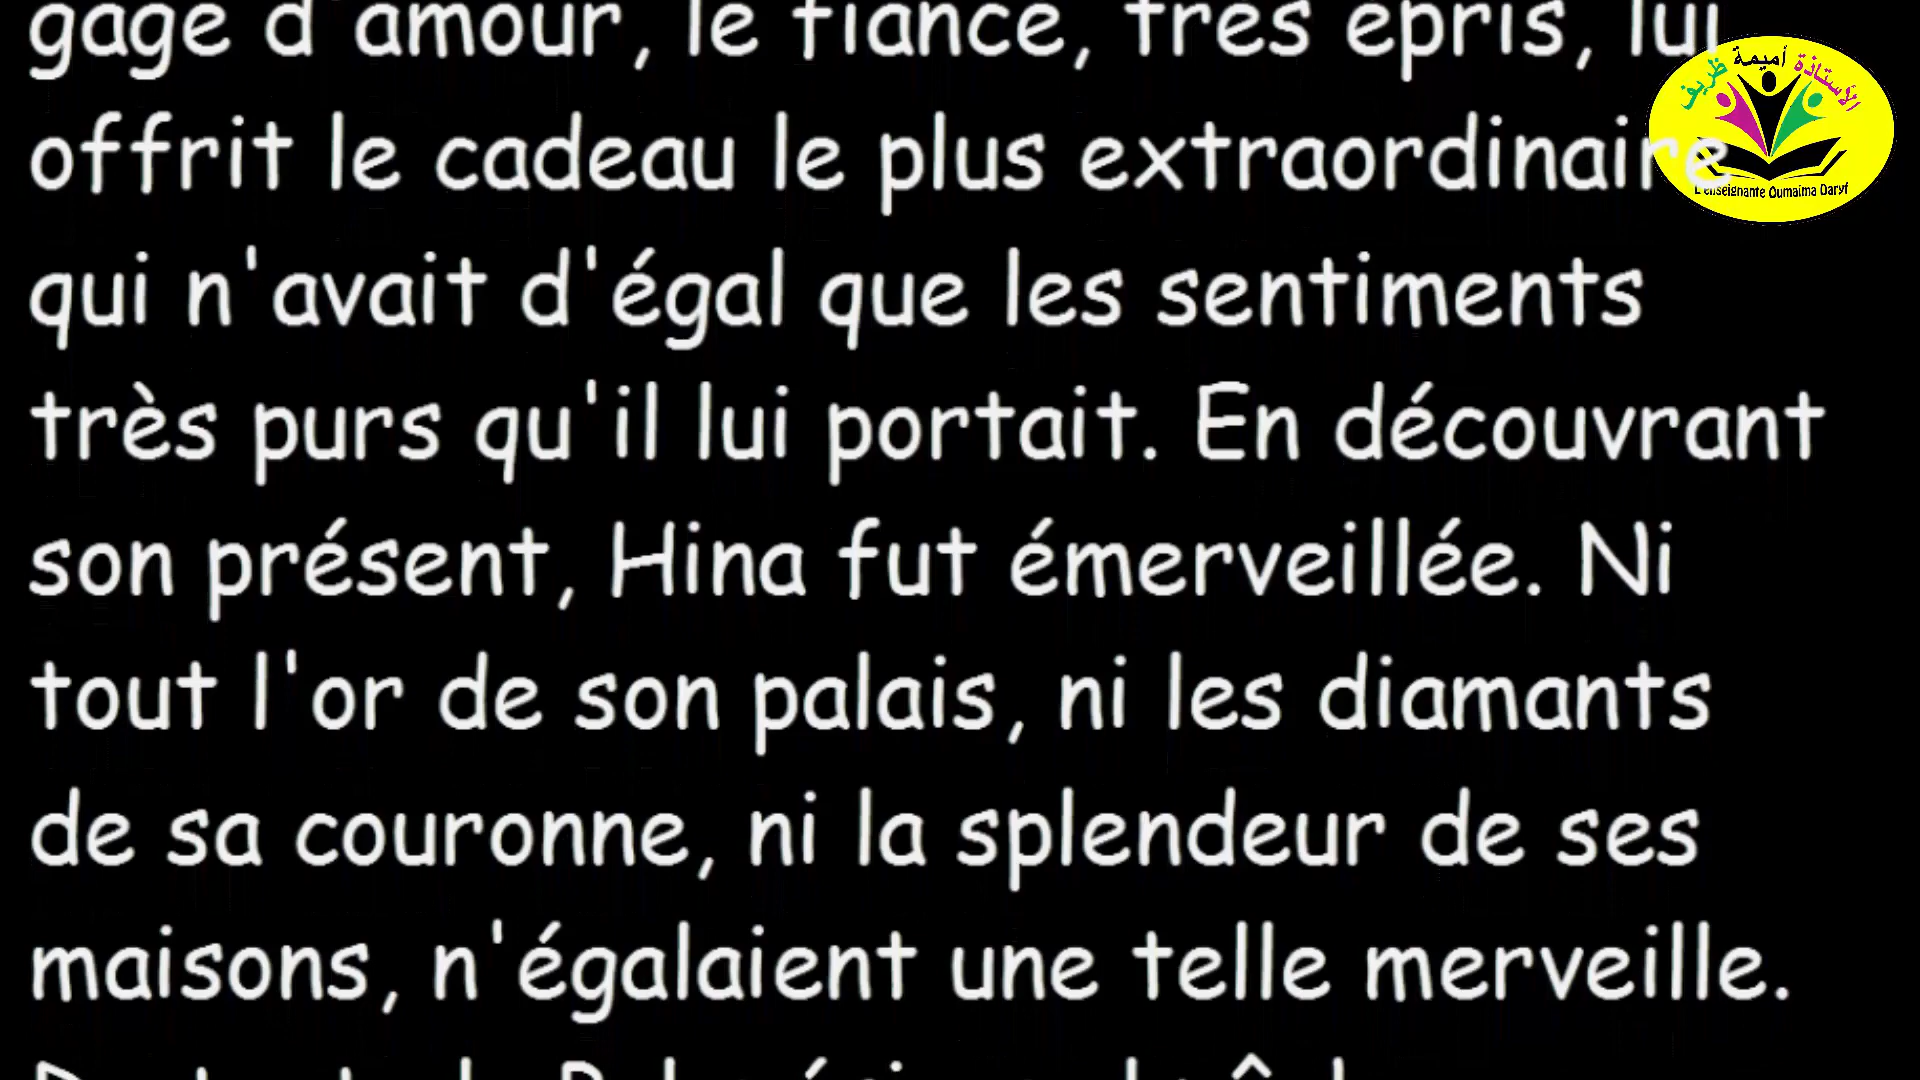 gage d'amour, le fiancé, très épris, lui
offrit le cadeau le plus extraordinaire
qui n'avait d'égal que les sentiments
très purs qu'il lui portait. En découvrant
son présent, Hina fut émerveillée. Ni
tout l'or de son palais, ni les diamants
de sa couronne, ni la splendeur de ses
maisons, n'égalaient une telle merveille.
الأستاذة أميمة ظريف
L'enseignante Oumaima Daryf